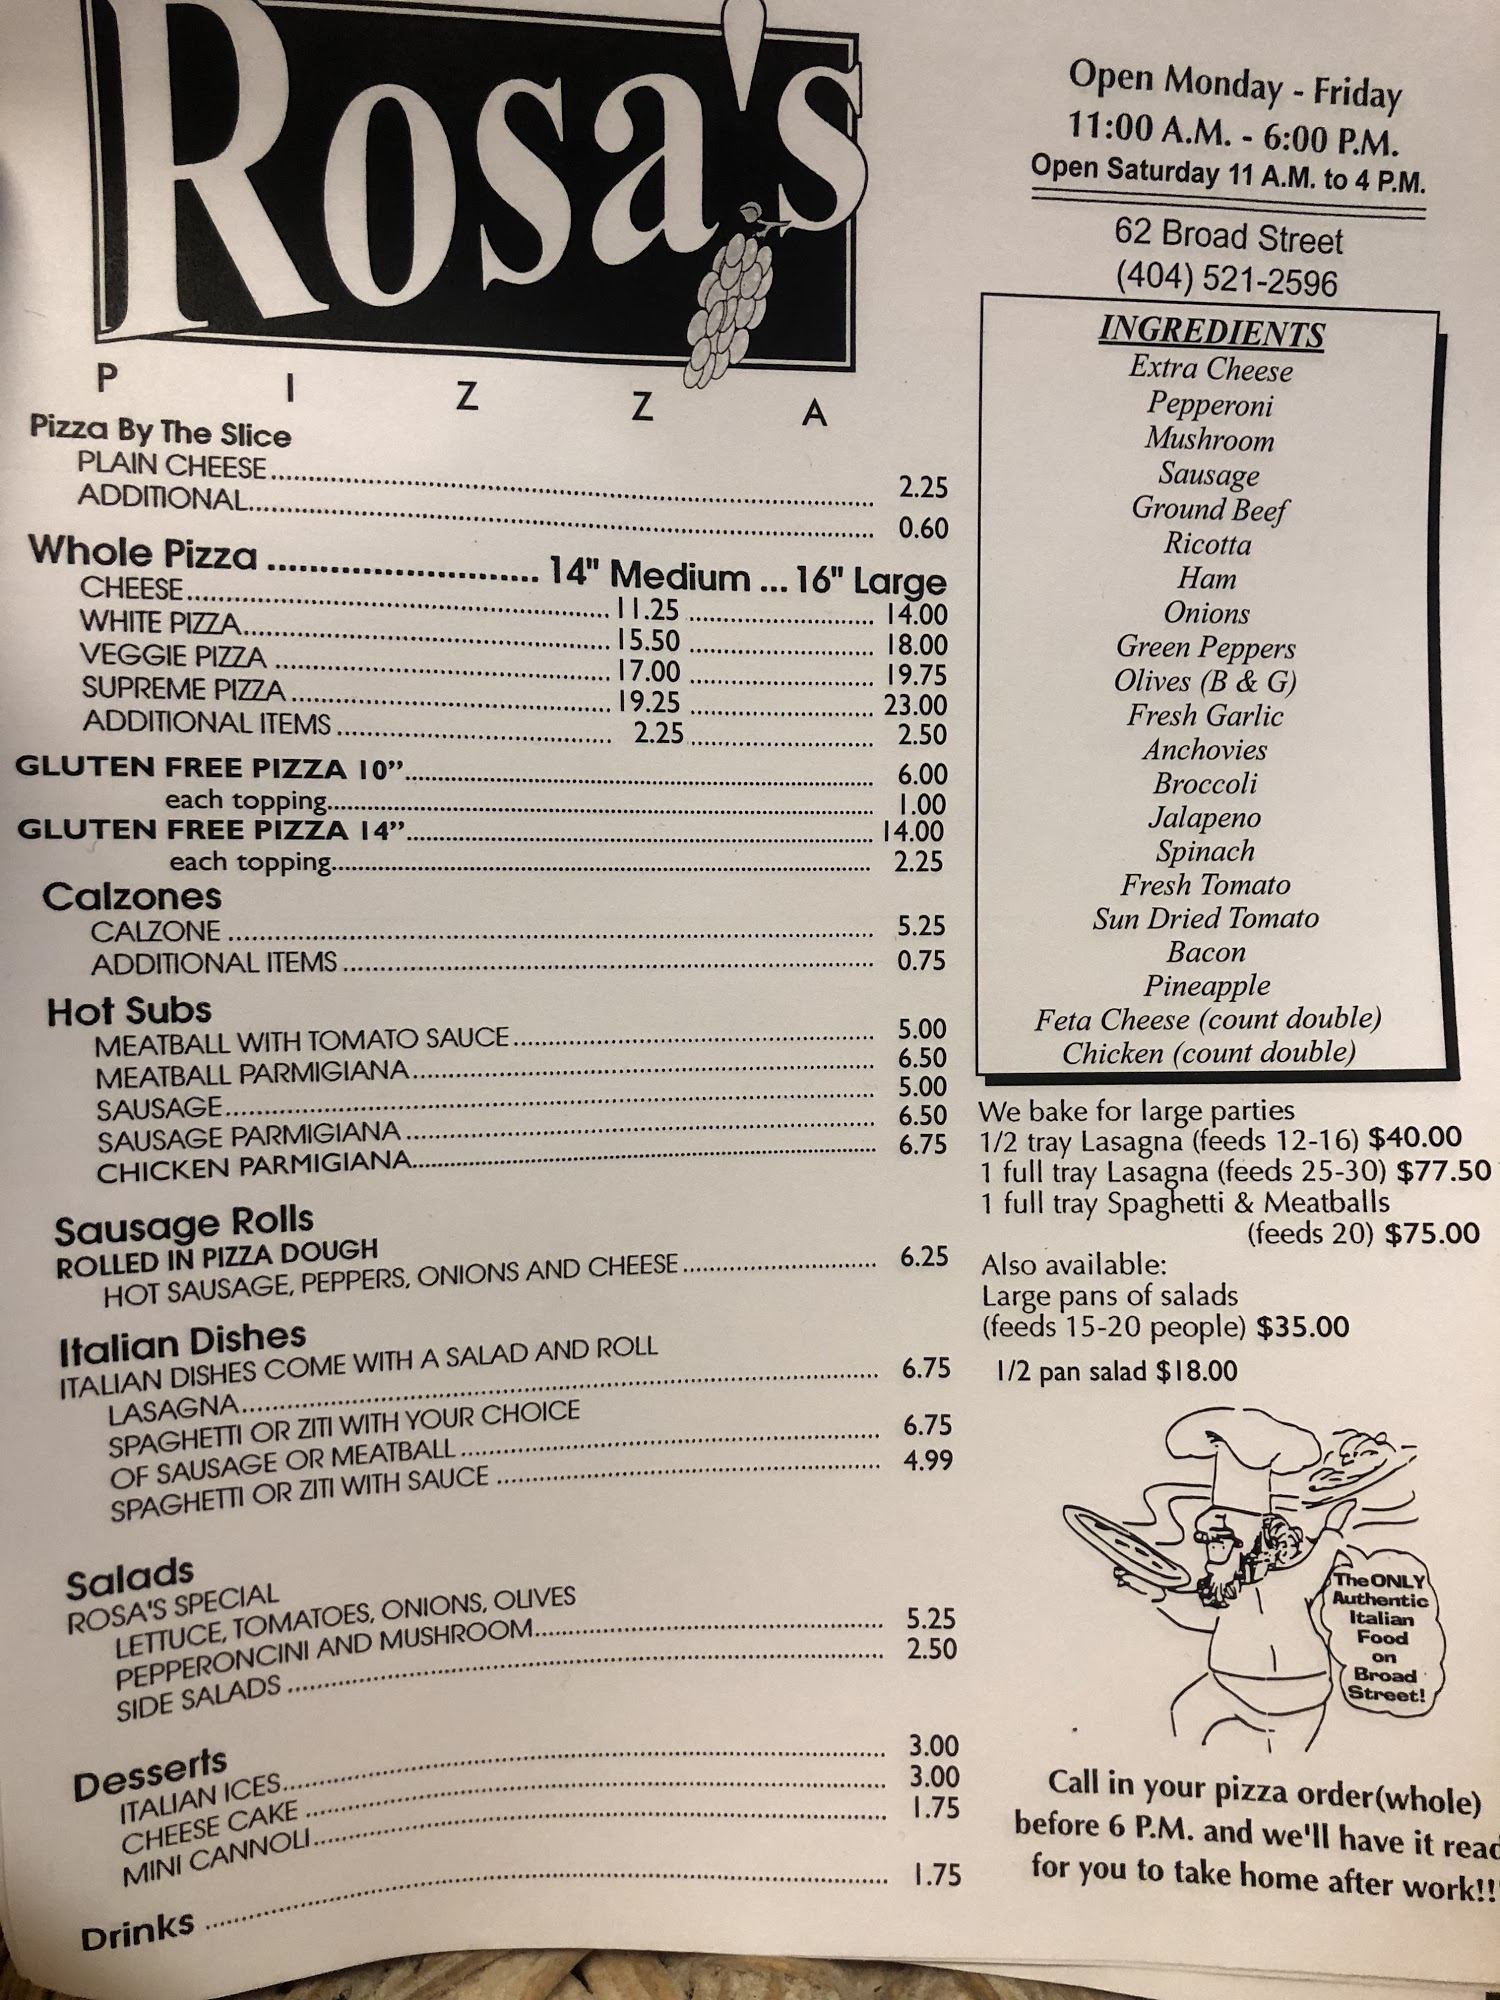 Rosa's
PIZZA
Open Monday - Friday
11:00 A.M. - 6:00 P.M.
Open Saturday 11 A.M. to 4 P.M.
62 Broad Street
(404) 521-2596
Pizza By The Slice
PLAIN CHEESE 2.25
ADDITIONAL 0.60
Whole Pizza 14" Medium ... 16" Large
CHEESE 11.25 14.00
WHITE PIZZA 15.50 18.00
VEGGIE PIZZA 17.00 19.75
SUPREME PIZZA 19.25 23.00
ADDITIONAL ITEMS 2.25 2.50
GLUTEN FREE PIZZA 10" 6.00
each topping 1.00
GLUTEN FREE PIZZA 14" 14.00
each topping 2.25
Calzones
CALZONE 5.25
ADDITIONAL ITEMS 0.75
Hot Subs
MEATBALL WITH TOMATO SAUCE 5.00
MEATBALL PARMIGIANA 6.50
SAUSAGE 5.00
SAUSAGE PARMIGIANA 6.50
CHICKEN PARMIGIANA 6.75
Sausage Rolls
ROLLED IN PIZZA DOUGH
HOT SAUSAGE, PEPPERS, ONIONS AND CHEESE 6.25
Italian Dishes
ITALIAN DISHES COME WITH A SALAD AND ROLL
LASAGNA 6.75
SPAGHETTI OR ZITI WITH YOUR CHOICE
OF SAUSAGE OR MEATBALL 6.75
SPAGHETTI OR ZITI WITH SAUCE 4.99
Salads
ROSA'S SPECIAL
LETTUCE, TOMATOES, ONIONS, OLIVES
PEPPERONCINI AND MUSHROOM 5.25
SIDE SALADS 2.50
Desserts
ITALIAN ICES 3.00
CHEESE CAKE 3.00
MINI CANNOLI 1.75
Drinks 1.75
INGREDIENTS
Extra Cheese
Pepperoni
Mushroom
Sausage
Ground Beef
Ricotta
Ham
Onions
Green Peppers
Olives (B & G)
Fresh Garlic
Anchovies
Broccoli
Jalapeno
Spinach
Fresh Tomato
Sun Dried Tomato
Bacon
Pineapple
Feta Cheese (count double)
Chicken (count double)
We bake for large parties
1/2 tray Lasagna (feeds 12-16) $40.00
1 full tray Lasagna (feeds 25-30) $77.50
1 full tray Spaghetti & Meatballs
(feeds 20) $75.00
Also available:
Large pans of salads
(feeds 15-20 people) $35.00
1/2 pan salad $18.00
The ONLY
Authentic
Italian
Food
on
Broad
Street!
Call in your pizza order(whole)
before 6 P.M. and we'll have it read
for you to take home after work!!!